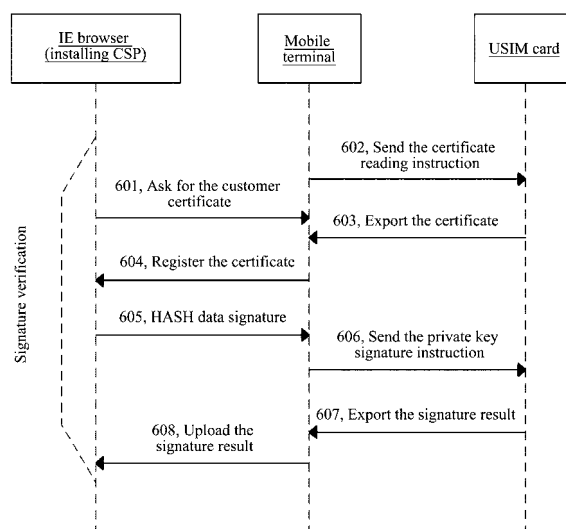 IE browser
(installing CSP)
Mobile
terminal
USIM card
602, Send the certificate
reading instruction
601, Ask for the customer
certificate
603, Export the certificate
604, Register the certificate
605, HASH data signature
606, Send the private key
signature instruction
607, Export the signature result
608, Upload the
signature result
Signature verification